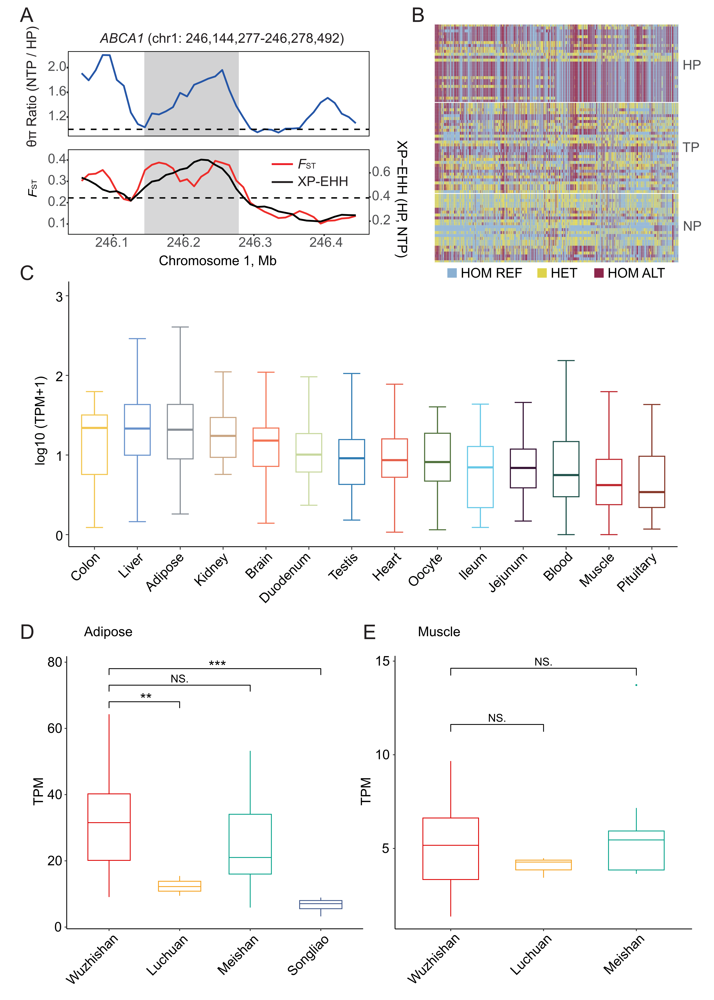 A
ABCA1 (chr1: 246,144,277-246,278,492)
θπ Ratio (NTP / HP)
2.0
1.6
1.2
FST
0.4
0.3
0.2
0.1
FST
XP-EHH
0.6
0.4
0.2
XP−EHH (HP, NTP)
246.1 246.2 246.3 246.4
Chromosome 1, Mb
B
HP
TP
NP
HOM REF HET HOM ALT
C
log10 (TPM+1)
3
2
1
0
Colon Liver Adipose Kidney Brain Duodenum Testis Heart Oocyte Ileum Jejunum Blood Muscle Pituitary
D
Adipose
TPM
80
60
40
20
0
***
NS.
**
Wuzhishan Luchuan Meishan Songliao
E
Muscle
TPM
15
10
5
NS.
NS.
Wuzhishan Luchuan Meishan